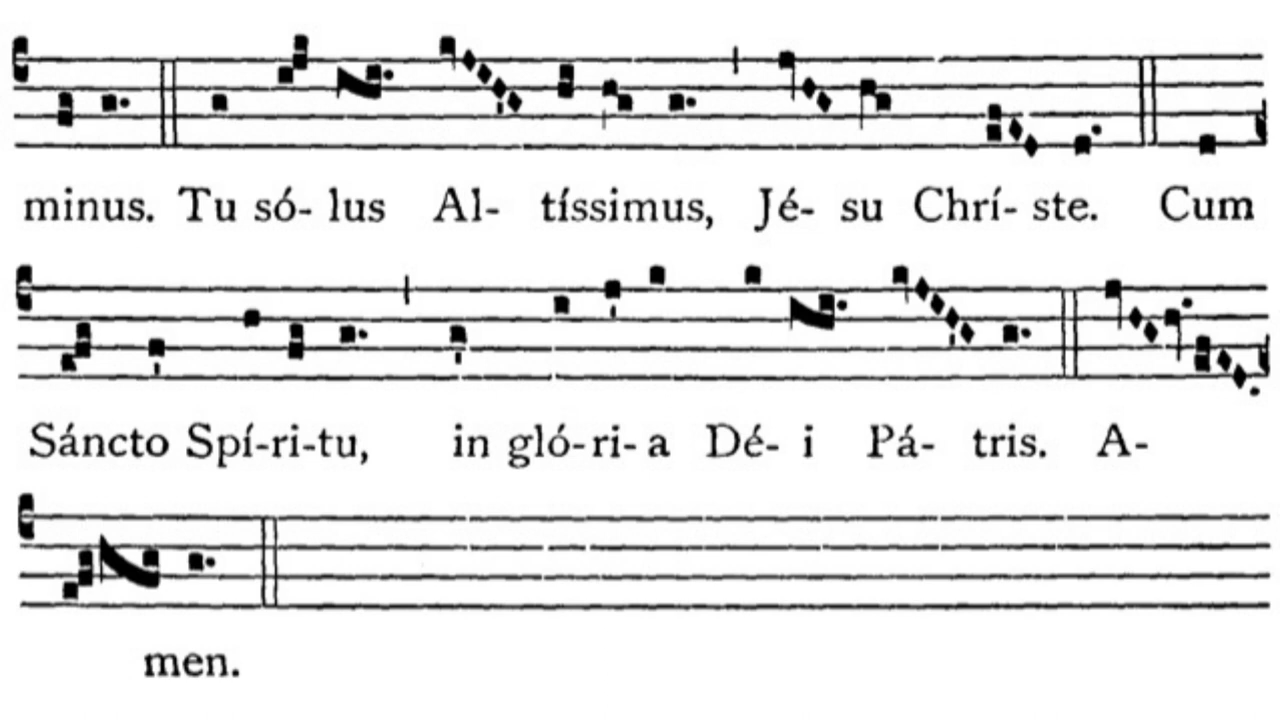 minus. Tu só- lus Al- tíssimus, Jé- su Chrí- ste. Cum
Sáncto Spí-ri-tu, in gló-ri-a Dé- i Pá- tris. A-
men.